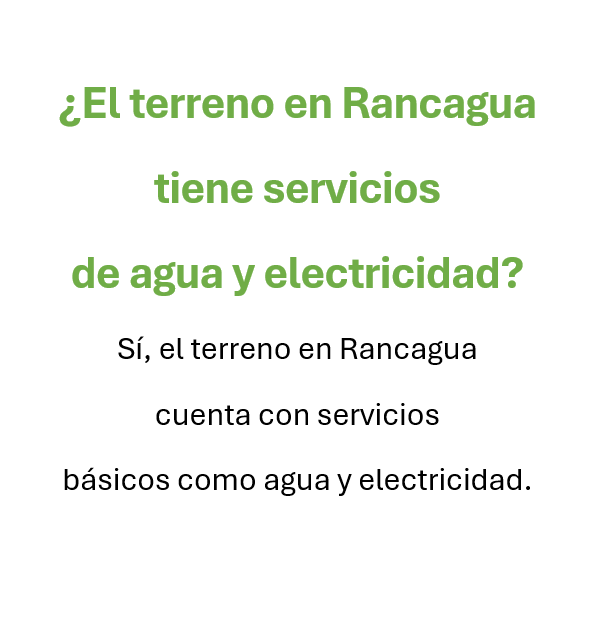 ¿El terreno en Rancagua
tiene servicios
de agua y electricidad?
Sí, el terreno en Rancagua
cuenta con servicios
básicos como agua y electricidad.